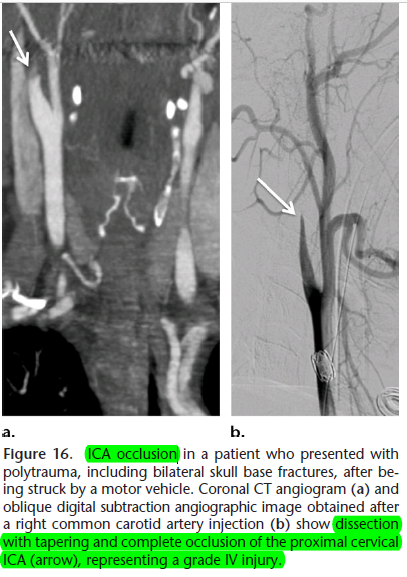 a.
b.
Figure 16. ICA occlusion in a patient who presented with
polytrauma, including bilateral skull base fractures, after be-
ing struck by a motor vehicle. Coronal CT angiogram (a) and
oblique digital subtraction angiographic image obtained after
a right common carotid artery injection (b) show dissection
with tapering and complete occlusion of the proximal cervical
ICA (arrow), representing a grade IV injury.